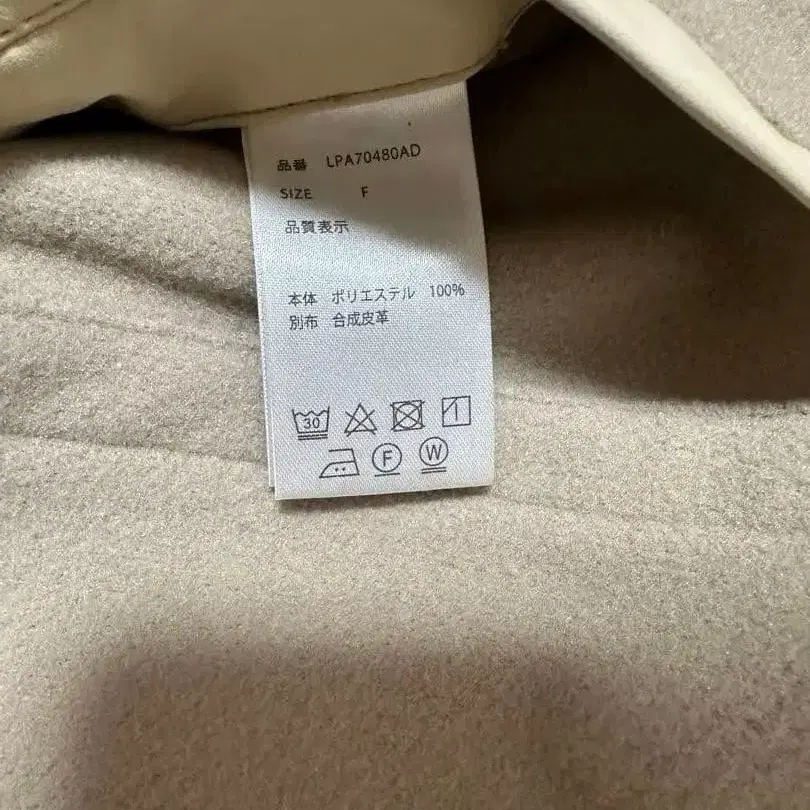 品番 LPA70480AD
SIZE F
品質表示
本体 ポリエステル 100%
別布 合成皮革
30
F W